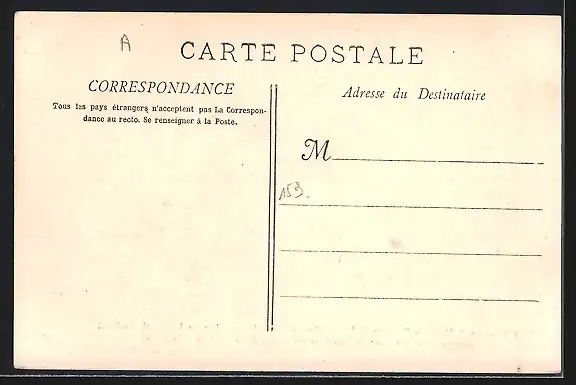 A
CARTE POSTALE
CORRESPONDANCE
Tous les pays étrangers n'acceptent pas La Correspon-
dance au recto. Se renseigner à la Poste.
Adresse du Destinataire
M
A53.